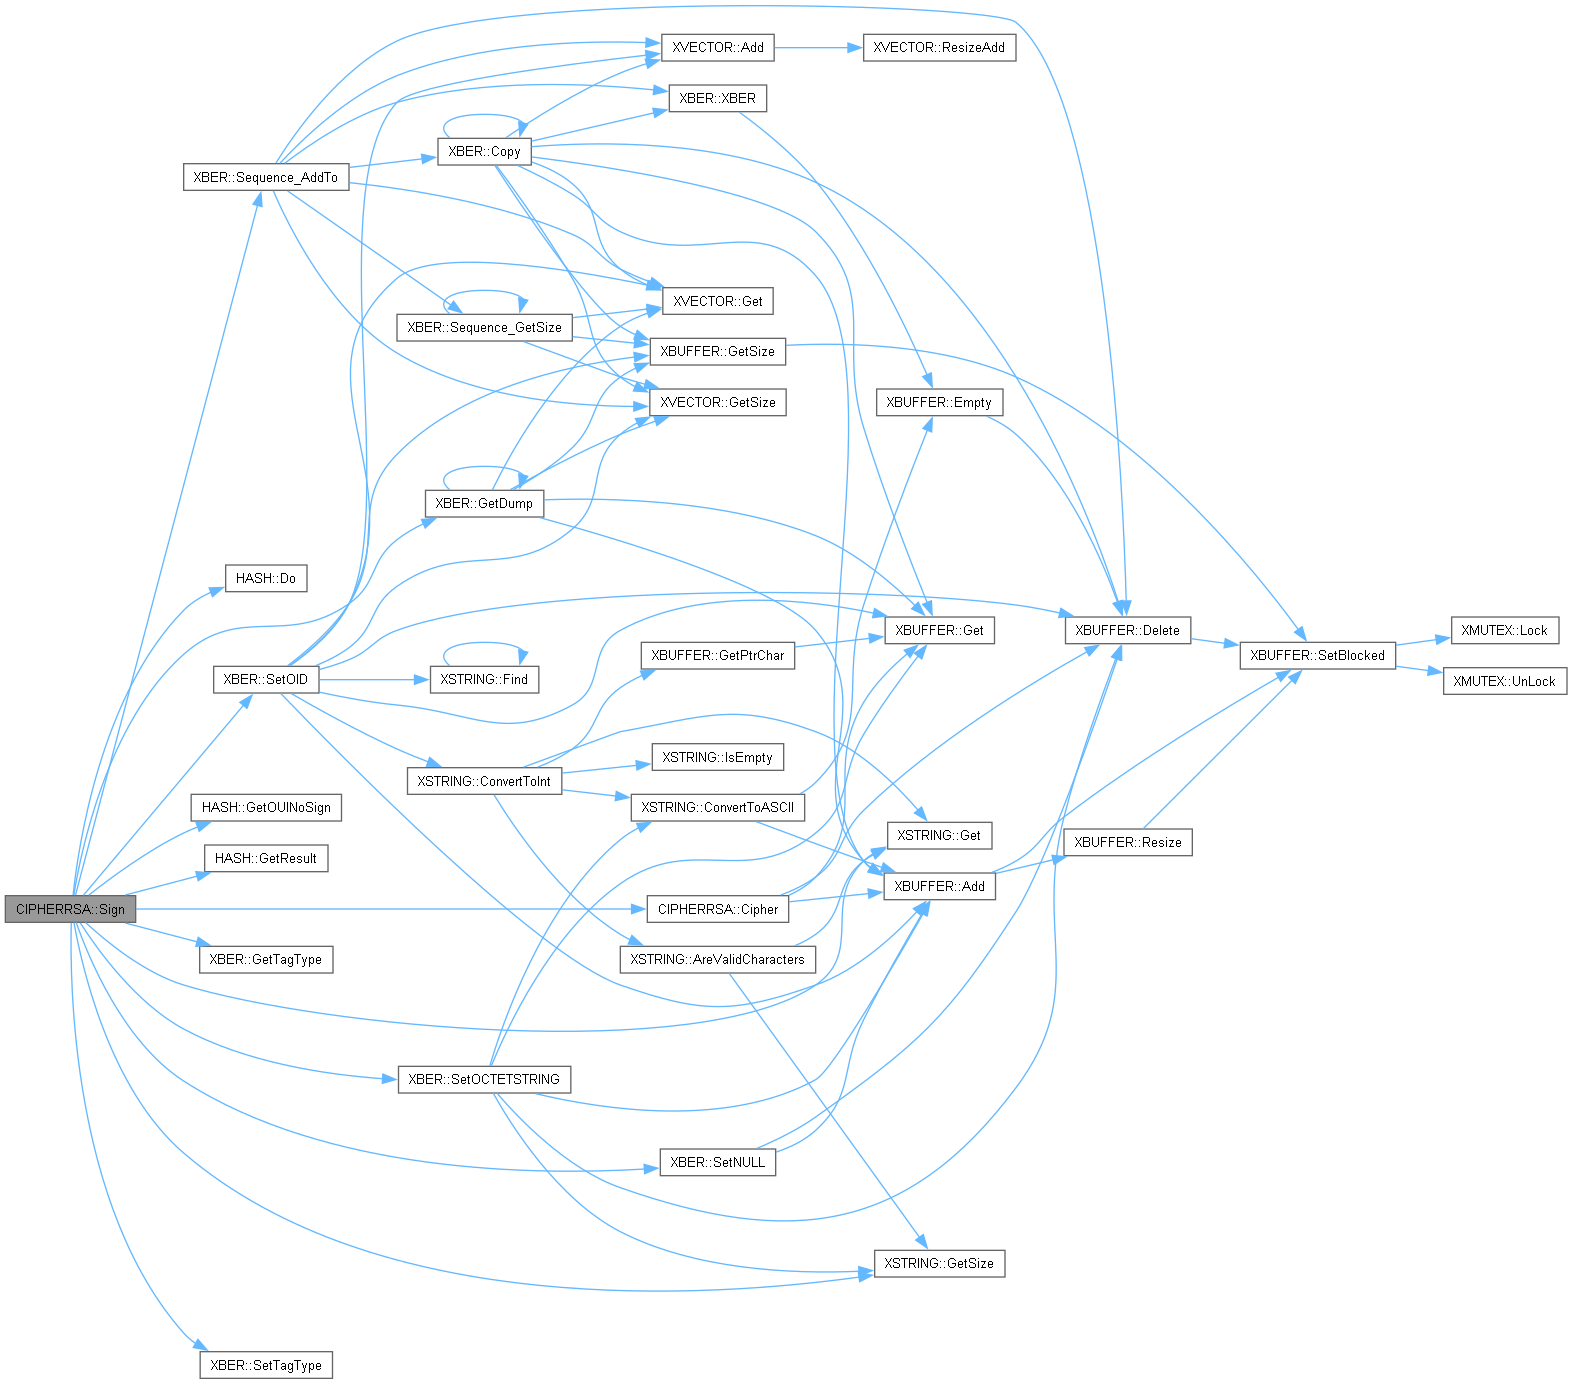 XVECTOR::Add
XVECTOR::ResizeAdd
XBER::XBER
XBER::Copy
XBER::Sequence_AddTo
XVECTOR::Get
XBER::Sequence_GetSize
XBUFFER::GetSize
XVECTOR::GetSize
XBUFFER::Empty
XBER::GetDump
HASH::Do
XBUFFER::Get
XBUFFER::Delete
XMUTEX::Lock
XBUFFER::GetPtrChar
XBUFFER::SetBlocked
XBER::SetOID
XSTRING::Find
XMUTEX::UnLock
XSTRING::IsEmpty
XSTRING::ConvertToInt
HASH::GetOUINoSign
XSTRING::ConvertToASCII
XSTRING::Get
XBUFFER::Resize
HASH::GetResult
XBUFFER::Add
CIPHERRSA::Sign
CIPHERRSA::Cipher
XBER::GetTagType
XSTRING::AreValidCharacters
XBER::SetOCTETSTRING
XBER::SetNULL
XSTRING::GetSize
XBER::SetTagType